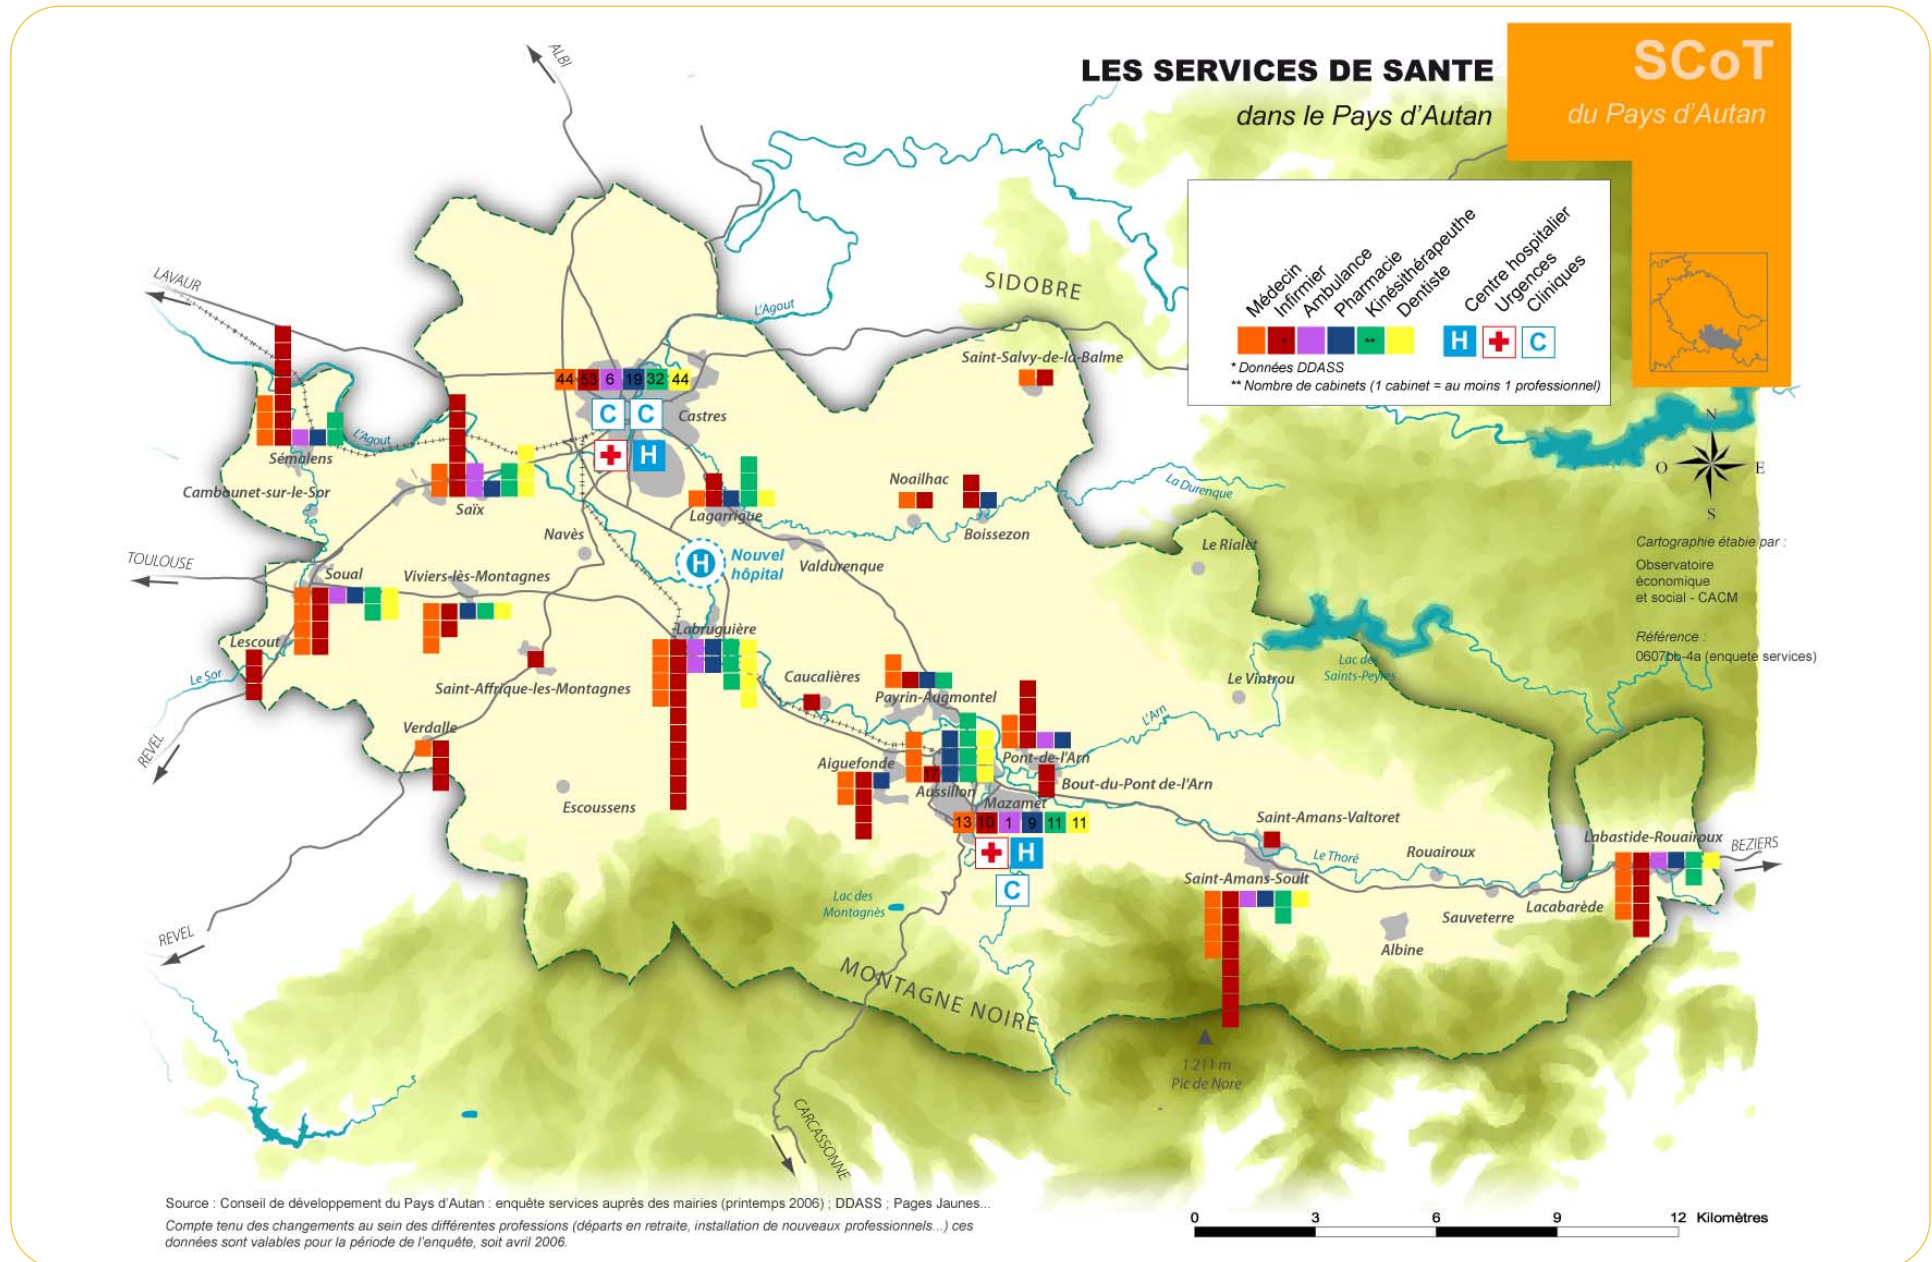 LES SERVICES DE SANTE
dans le Pays d'Autan
SCoT
du Pays d'Autan
Médecin
Infirmier
Ambulance
Pharmacie
Kinésithérapeuthe
Dentiste
Centre hospitalier
Urgences
Cliniques
*
**
H
C
* Données DDASS
** Nombre de cabinets (1 cabinet = au moins 1 professionnel)
ALBI
LAVAUR
SIDOBRE
L'Agout
Saint-Salvy-de-la-Balme
44 53 6 19 32 44
C C
Castres
H
N
O E
S
L'Agout
Sémalens
Cambounet-sur-le-Sor
Saïx
Lagarrigue
Noailhac
Boissezon
La Durenque
Navès
H
Nouvel
hôpital
Valdurenque
Le Rialet
Cartographie étabie par :
Observatoire
économique
et social - CACM
Référence :
0607bb-4a (enquete services)
TOULOUSE
Soual
Viviers-lès-Montagnes
Lescout
Le Sor
Labruguière
Saint-Affrique-les-Montagnes
Caucalières
Payrin-Augmontel
Lac des
Saints-Peyres
Le Vintrou
L'Arn
REVEL
Verdalle
Aiguefonde
17
Pont-de-l'Arn
Aussillon
Bout-du-Pont de-l'Arn
Escoussens
Mazamet
13 10 1 9 11 11
H
C
Saint-Amans-Valtoret
Le Thoré
Rouairoux
Labastide-Rouairoux
BEZIERS
Saint-Amans-Soult
Sauveterre
Lacabarède
Albine
Lac des
Montagnès
REVEL
MONTAGNE NOIRE
1 211 m
Pic de Nore
CARCASSONNE
Source : Conseil de développement du Pays d'Autan : enquête services auprès des mairies (printemps 2006) ; DDASS ; Pages Jaunes...
Compte tenu des changements au sein des différentes professions (départs en retraite, installation de nouveaux professionnels...) ces
données sont valables pour la période de l'enquête, soit avril 2006.
0 3 6 9 12 Kilomètres